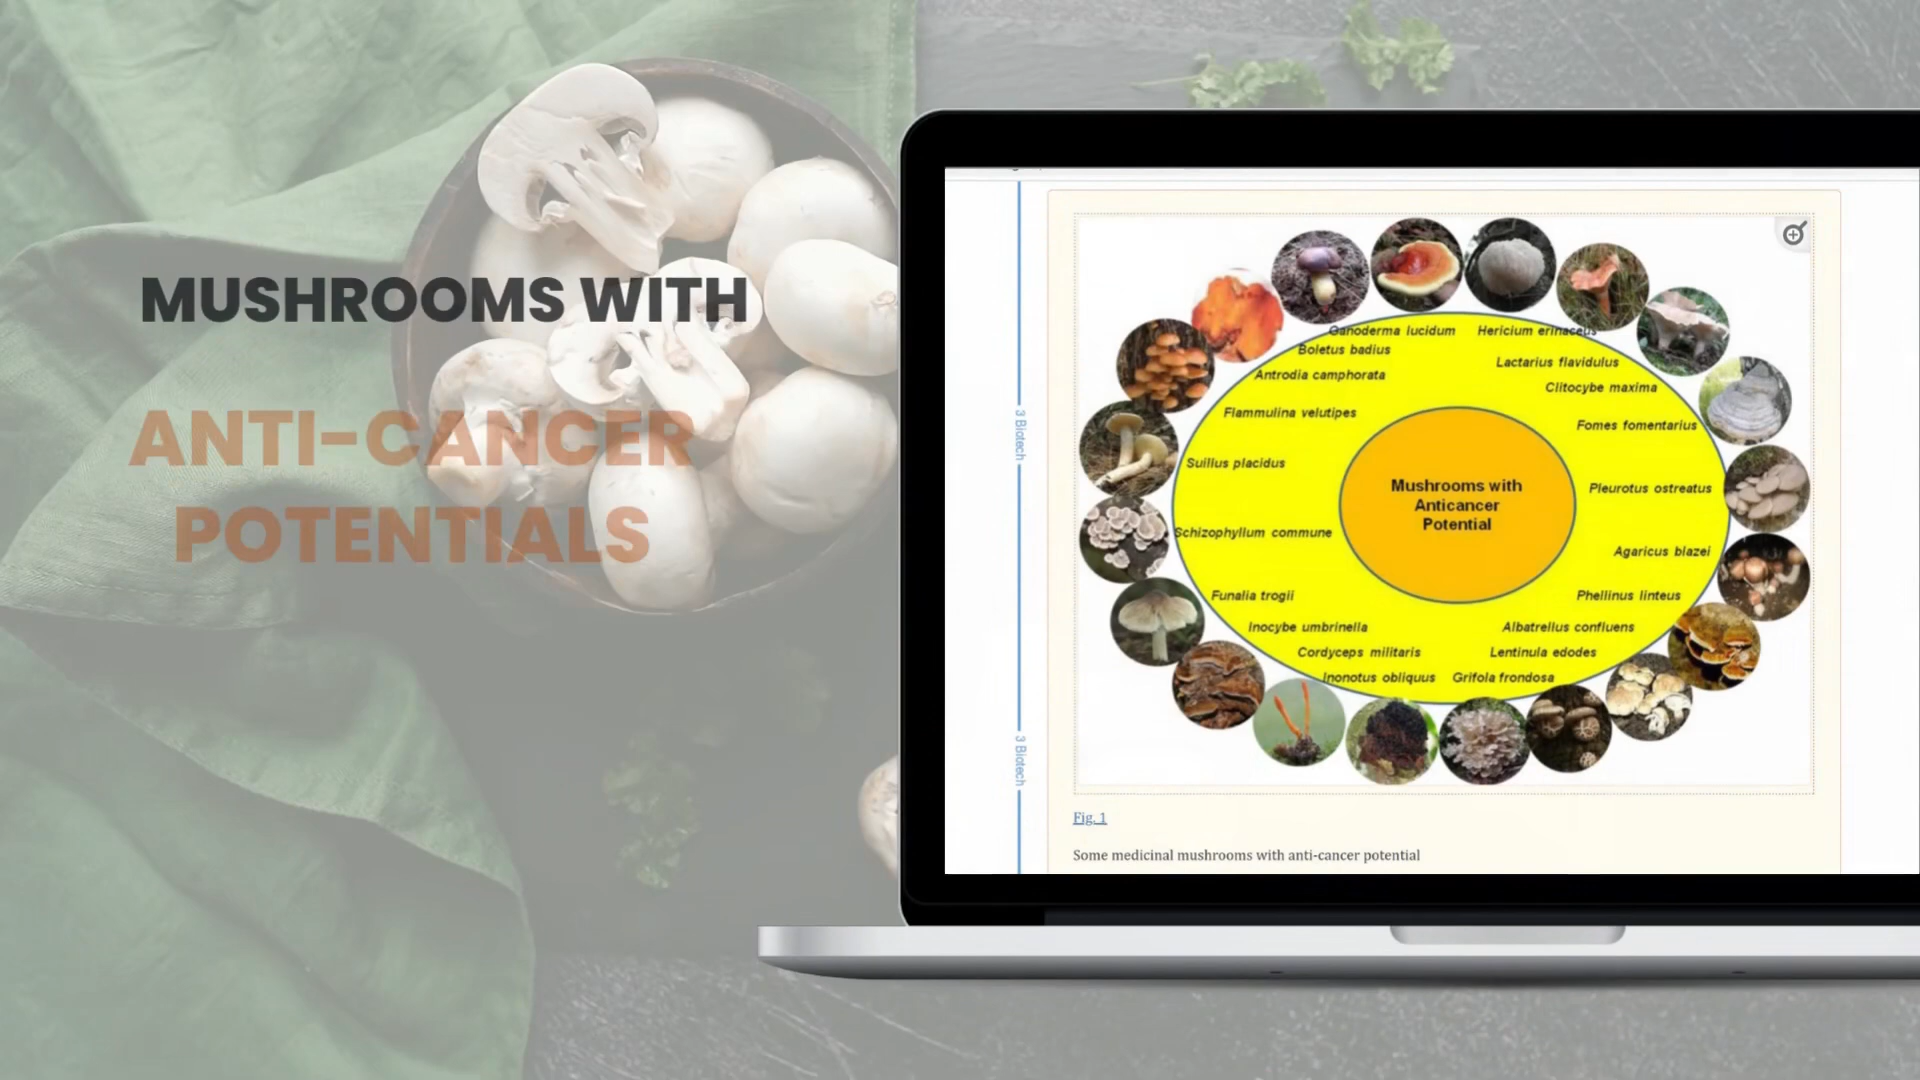 MUSHROOMS WITH
ANTI-CANCER
POTENTIALS
3 Biotech
3 Biotech
Ganoderma lucidum
Hericium erinaceus
Boletus badius
Lactarius flavidulus
Antrodia camphorata
Clitocybe maxima
Flammulina velutipes
Fomes fomentarius
Suillus placidus
Pleurotus ostreatus
Mushrooms with
Anticancer
Potential
Schizophyllum commune
Agaricus blazei
Funalia trogii
Phellinus linteus
Inocybe umbrinella
Albatrellus confluens
Cordyceps militaris
Lentinula edodes
Inonotus obliquus
Grifola frondosa
Fig. 1
Some medicinal mushrooms with anti-cancer potential